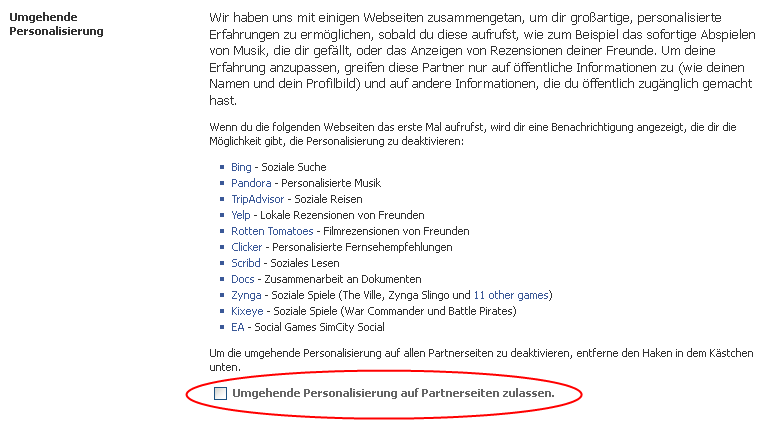 Umgehende
Personalisierung
Wir haben uns mit einigen Webseiten zusammengetan, um dir großartige, personalisierte
Erfahrungen zu ermöglichen, sobald du diese aufrufst, wie zum Beispiel das sofortige Abspielen
von Musik, die dir gefällt, oder das Anzeigen von Rezensionen deiner Freunde. Um deine
Erfahrung anzupassen, greifen diese Partner nur auf öffentliche Informationen zu (wie deinen
Namen und dein Profilbild) und auf andere Informationen, die du öffentlich zugänglich gemacht
hast.
Wenn du die folgenden Webseiten das erste Mal aufrufst, wird dir eine Benachrichtigung angezeigt, die dir die
Möglichkeit gibt, die Personalisierung zu deaktivieren:
Bing - Soziale Suche
Pandora - Personalisierte Musik
TripAdvisor - Soziale Reisen
Yelp - Lokale Rezensionen von Freunden
Rotten Tomatoes - Filmrezensionen von Freunden
Clicker - Personalisierte Fernsehempfehlungen
Scribd - Soziales Lesen
Docs - Zusammenarbeit an Dokumenten
Zynga - Soziale Spiele (The Ville, Zynga Slingo und 11 other games)
Kixeye - Soziale Spiele (War Commander und Battle Pirates)
EA - Social Games SimCity Social
Um die umgehende Personalisierung auf allen Partnerseiten zu deaktivieren, entferne den Haken in dem Kästchen
unten.
Umgehende Personalisierung auf Partnerseiten zulassen.